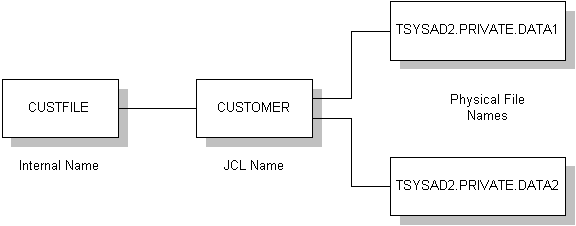 TSYSAD2.PRIVATE.DATA1
CUSTFILE
CUSTOMER
Physical File
Names
Internal Name
JCL Name
TSYSAD2.PRIVATE.DATA2